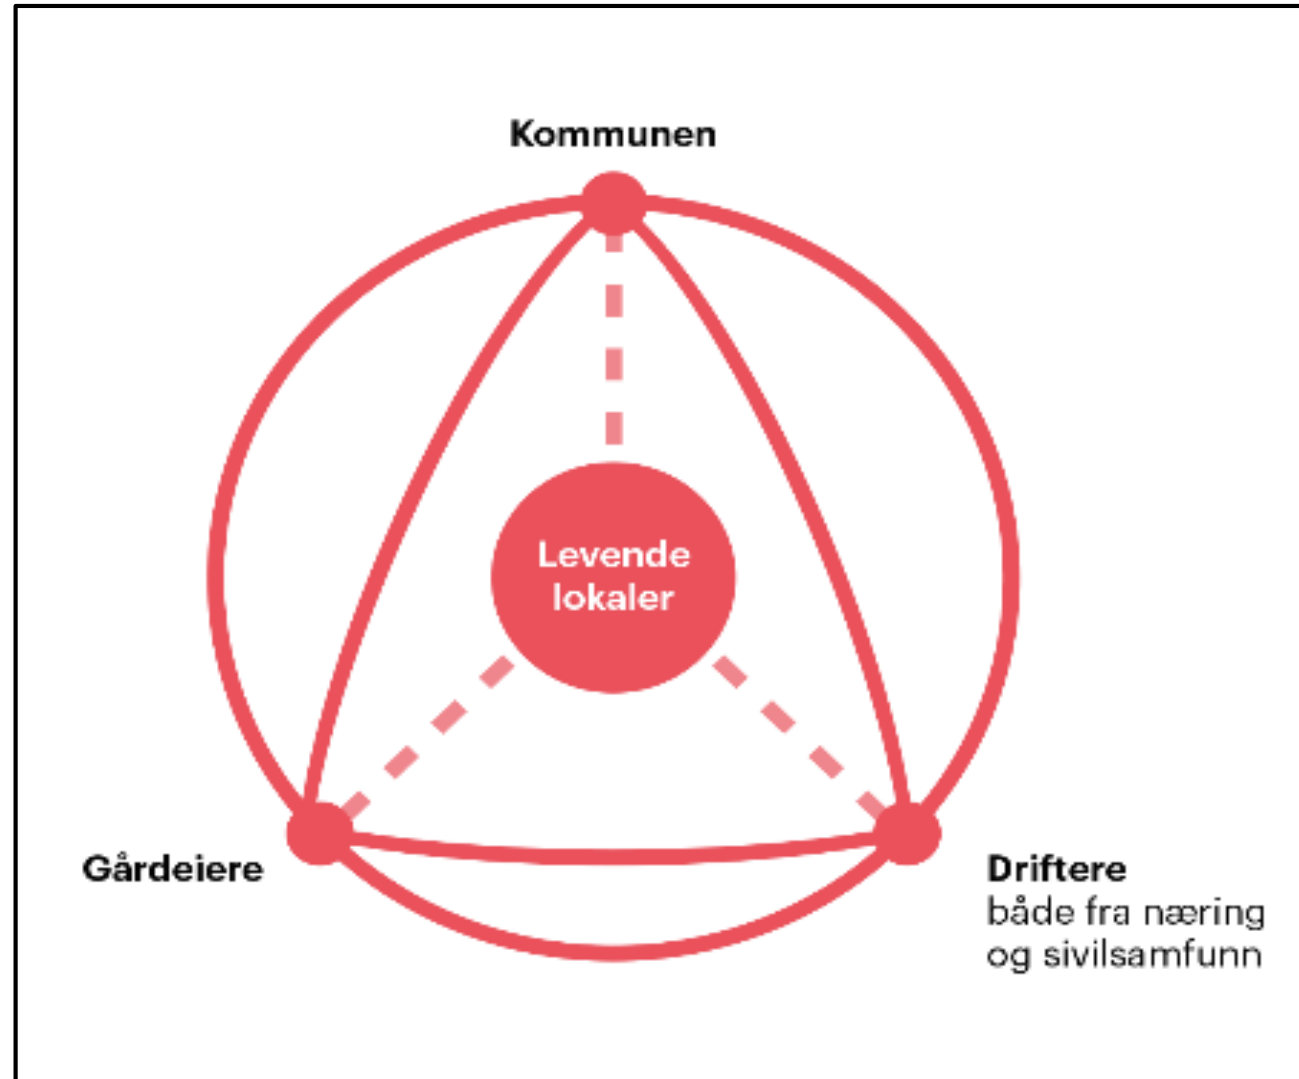 Kommunen
Levende
lokaler
Gårdeiere
Driftere
både fra næring
og sivilsamfunn